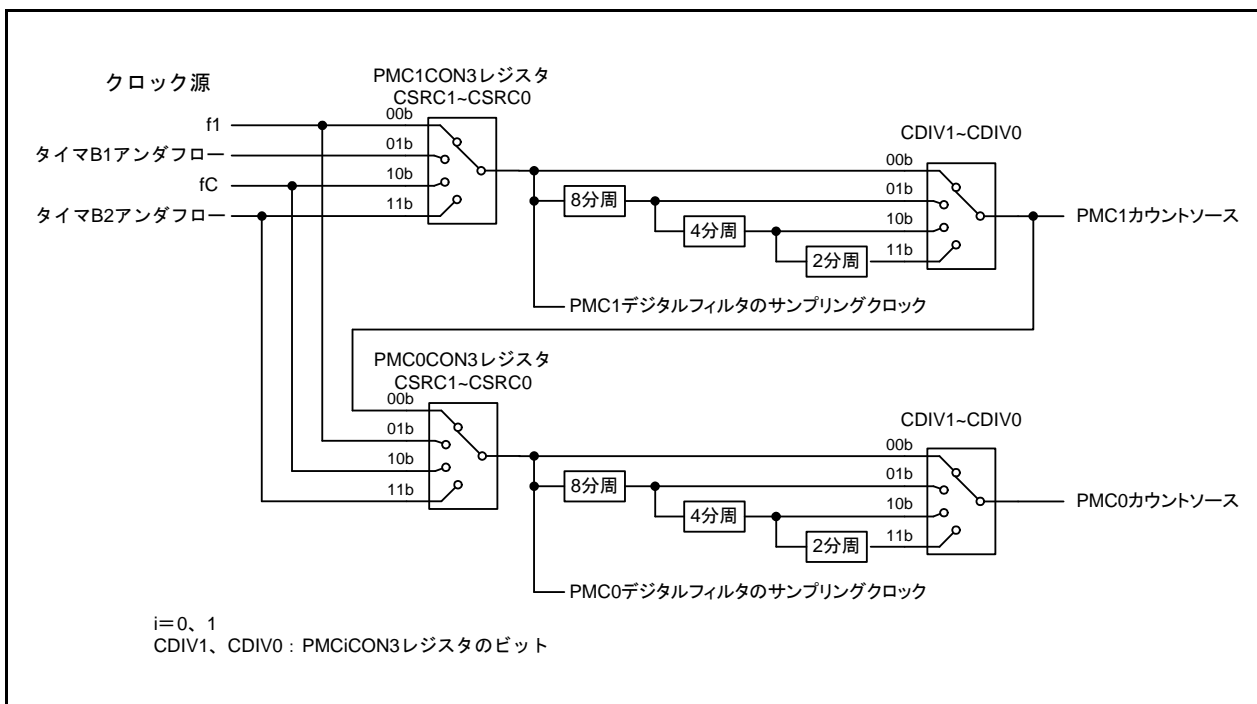 クロック源
PMC1CON3レジスタ
CSRC1~CSRC0
f1
00b
タイマB1アンダフロー
01b
fC
10b
タイマB2アンダフロー
11b
CDIV1~CDIV0
00b
8分周
01b
4分周
10b
2分周
11b
PMC1カウントソース
PMC1デジタルフィルタのサンプリングクロック
PMC0CON3レジスタ
CSRC1~CSRC0
00b
01b
10b
11b
CDIV1~CDIV0
00b
8分周
01b
4分周
10b
2分周
11b
PMC0カウントソース
PMC0デジタルフィルタのサンプリングクロック
i=0、1
CDIV1、CDIV0:PMCiCON3レジスタのビット